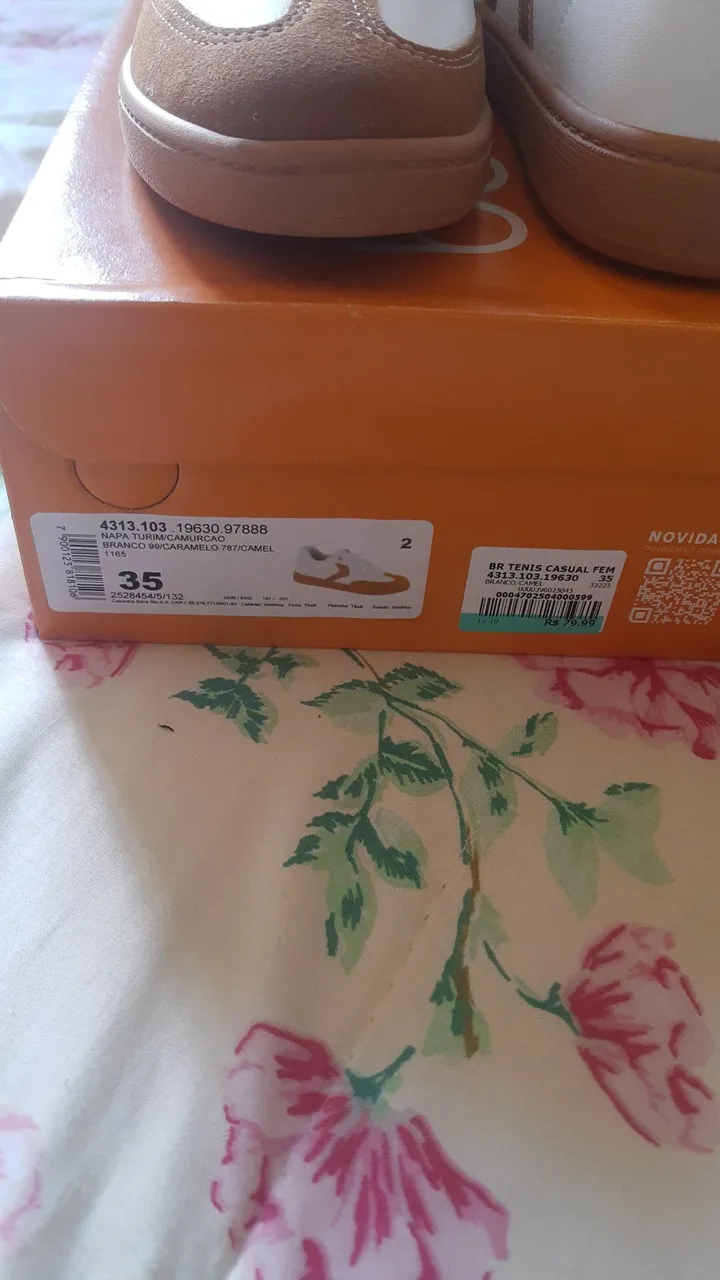 4313.103 .19630.97888
NAPA TURIM/CAMURCAO
BRANCO 99/CARAMELO 787/CAMEL
1165
2
35
2528454/5/132
BR TENIS CASUAL FEM
4313.103.19630 35
BRANCO/CAMEL 32225
0004702504000599
R$ 79.99
NOVIDA